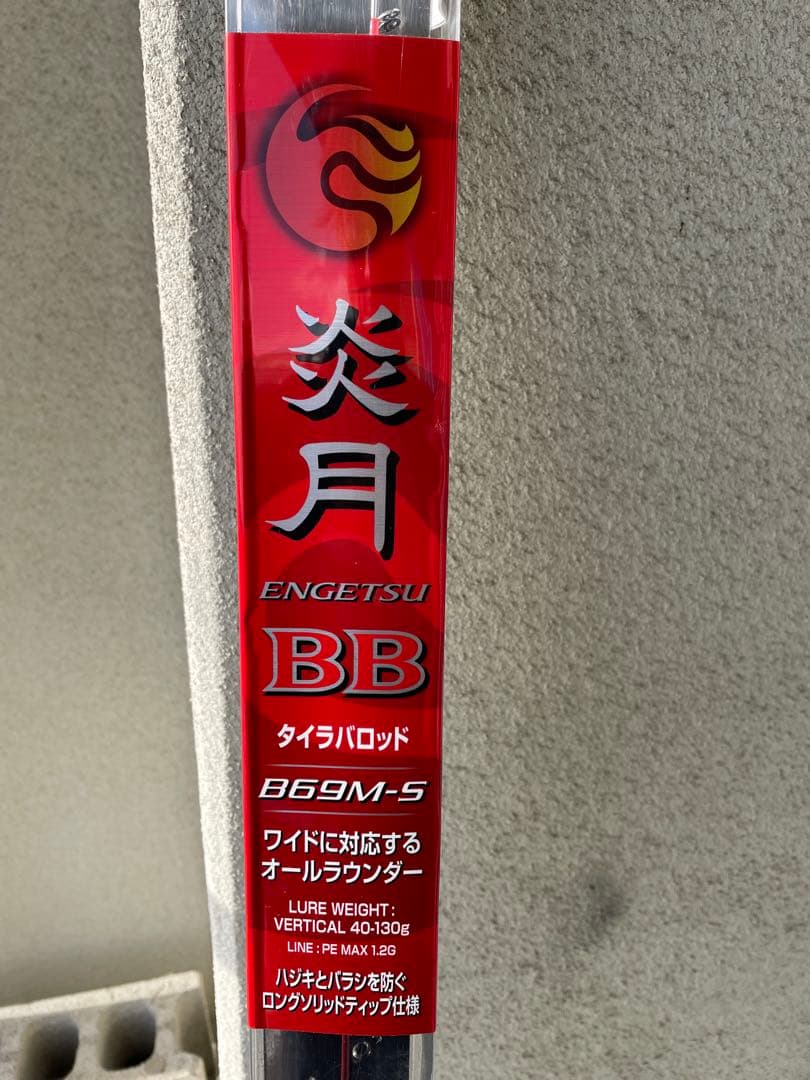 炎月
ENGETSU
BB
タイラバロッド
B69M-S
ワイドに対応する
オールラウンダー
LURE WEIGHT:
VERTICAL 40-130g
LINE : PE MAX 1.2G
ハジキとバラシを防ぐ
ロングソリッドティップ仕様